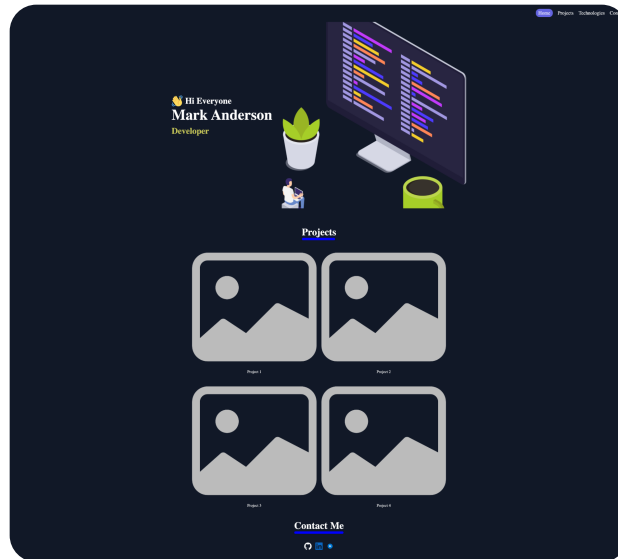 Home Projects Technologies
👋 Hi Everyone
Mark Anderson
Developer
Projects
Project 1 Project 2
Project 3 Project 4
Contact Me